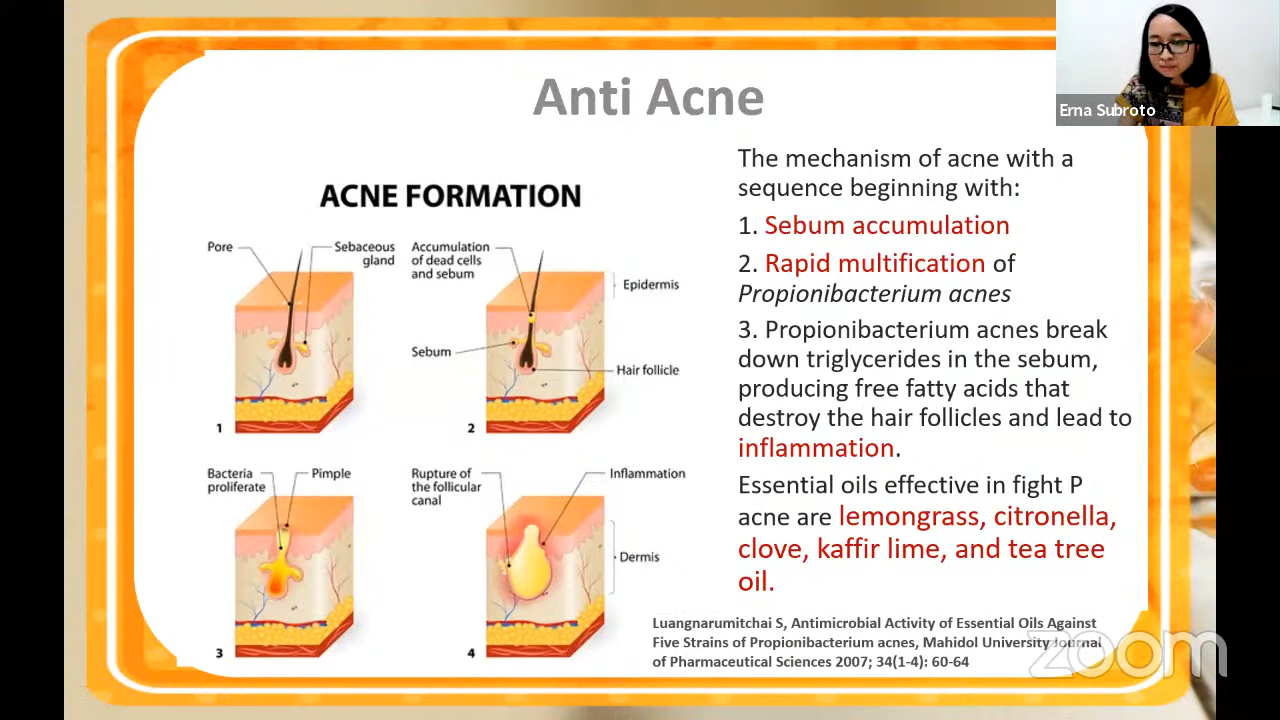 Anti Acne
Erna Subroto
ACNE FORMATION
Pore
Sebaceous
gland
Accumulation
of dead cells
and sebum
Epidermis
Sebum
Hair follicle
1
2
Bacteria
proliferate
Pimple
Rupture of
the follicular
canal
Inflammation
Dermis
3
4
The mechanism of acne with a
sequence beginning with:
1. Sebum accumulation
2. Rapid multification of
Propionibacterium acnes
3. Propionibacterium acnes break
down triglycerides in the sebum,
producing free fatty acids that
destroy the hair follicles and lead to
inflammation.
Essential oils effective in fight P
acne are lemongrass, citronella,
clove, kaffir lime, and tea tree
oil.
Luangnarumitchai S, Antimicrobial Activity of Essential Oils Against
Five Strains of Propionibacterium acnes, Mahidol University Journal
of Pharmaceutical Sciences 2007; 34(1-4): 60-64
zoom